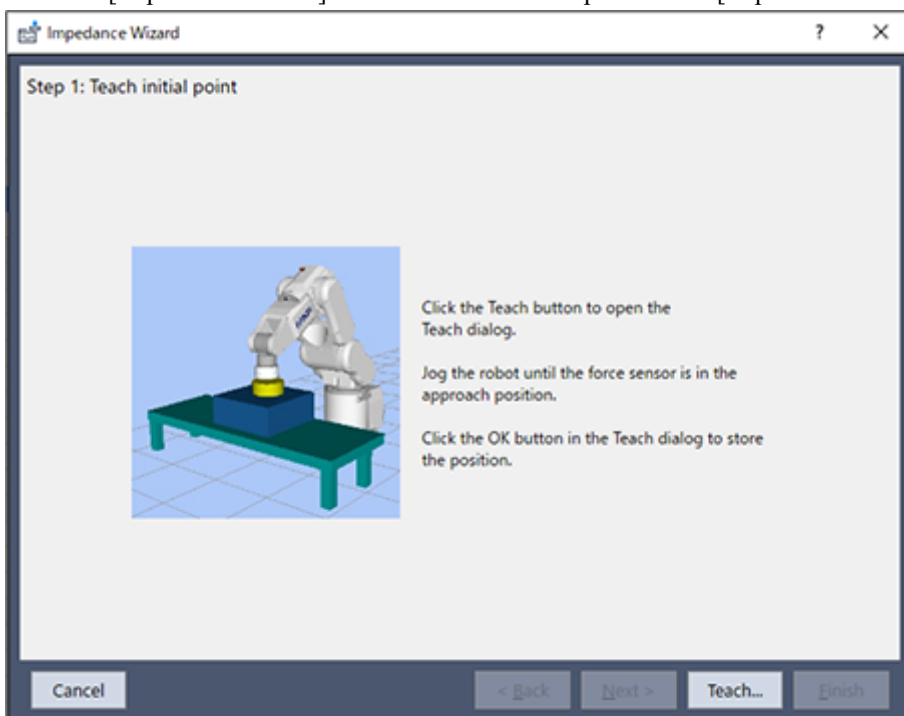 Impedance Wizard
Step 1: Teach initial point
Click the Teach button to open the
Teach dialog.
Jog the robot until the force sensor is in the
approach position.
Click the OK button in the Teach dialog to store
the position.
Cancel
< Back
Next >
Teach...
Finish